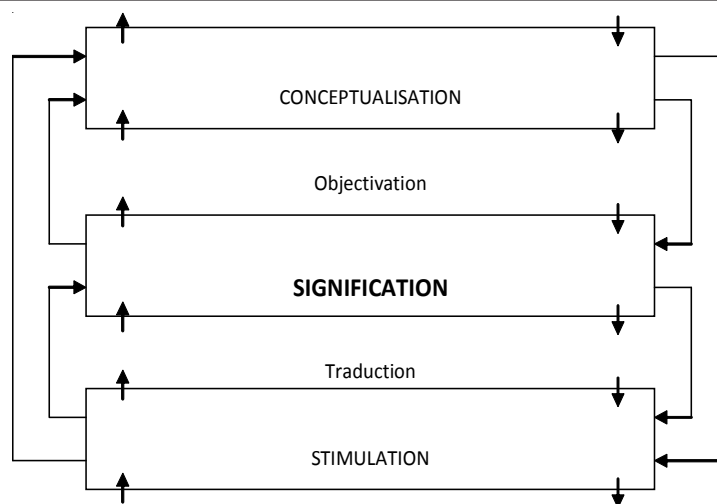 CONCEPTUALISATION
Objectivation
SIGNIFICATION
Traduction
STIMULATION